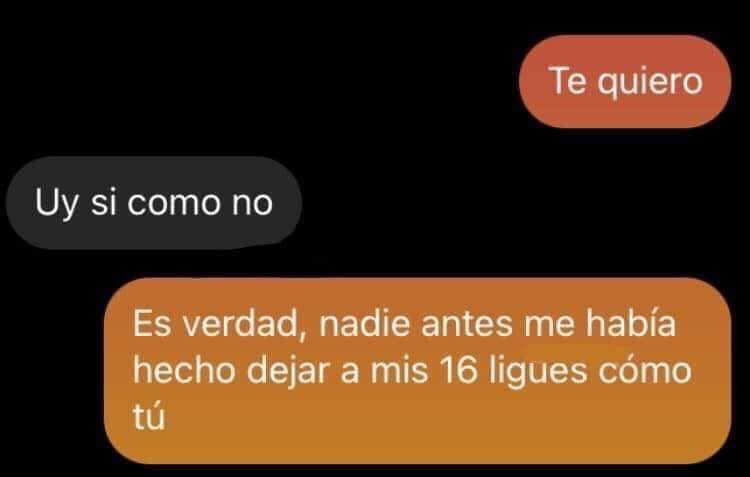 Te quiero
Uy si como no
Es verdad, nadie antes me había
hecho dejar a mis 16 ligues cómo
tú